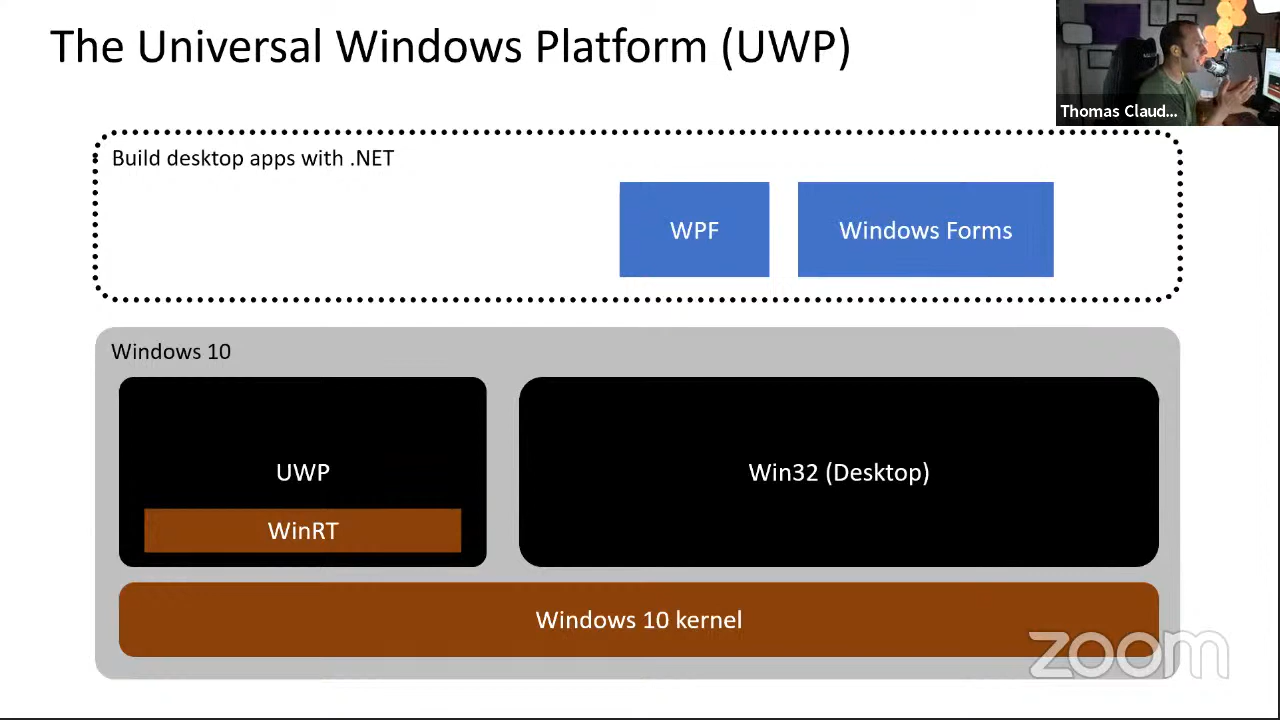 The Universal Windows Platform (UWP)
Thomas Claud...
Build desktop apps with .NET
WPF
Windows Forms
Windows 10
UWP
Win32 (Desktop)
WinRT
Windows 10 kernel
zoom